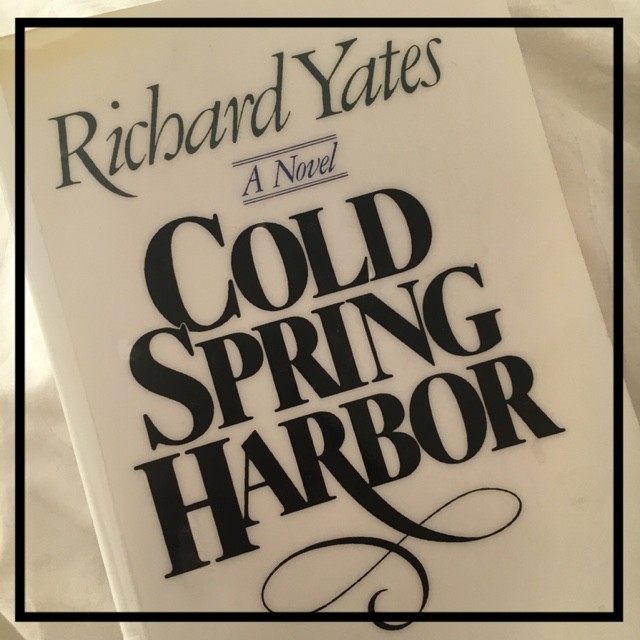 Richard Yates
A Novel
COLD
SPRING
HARBOR